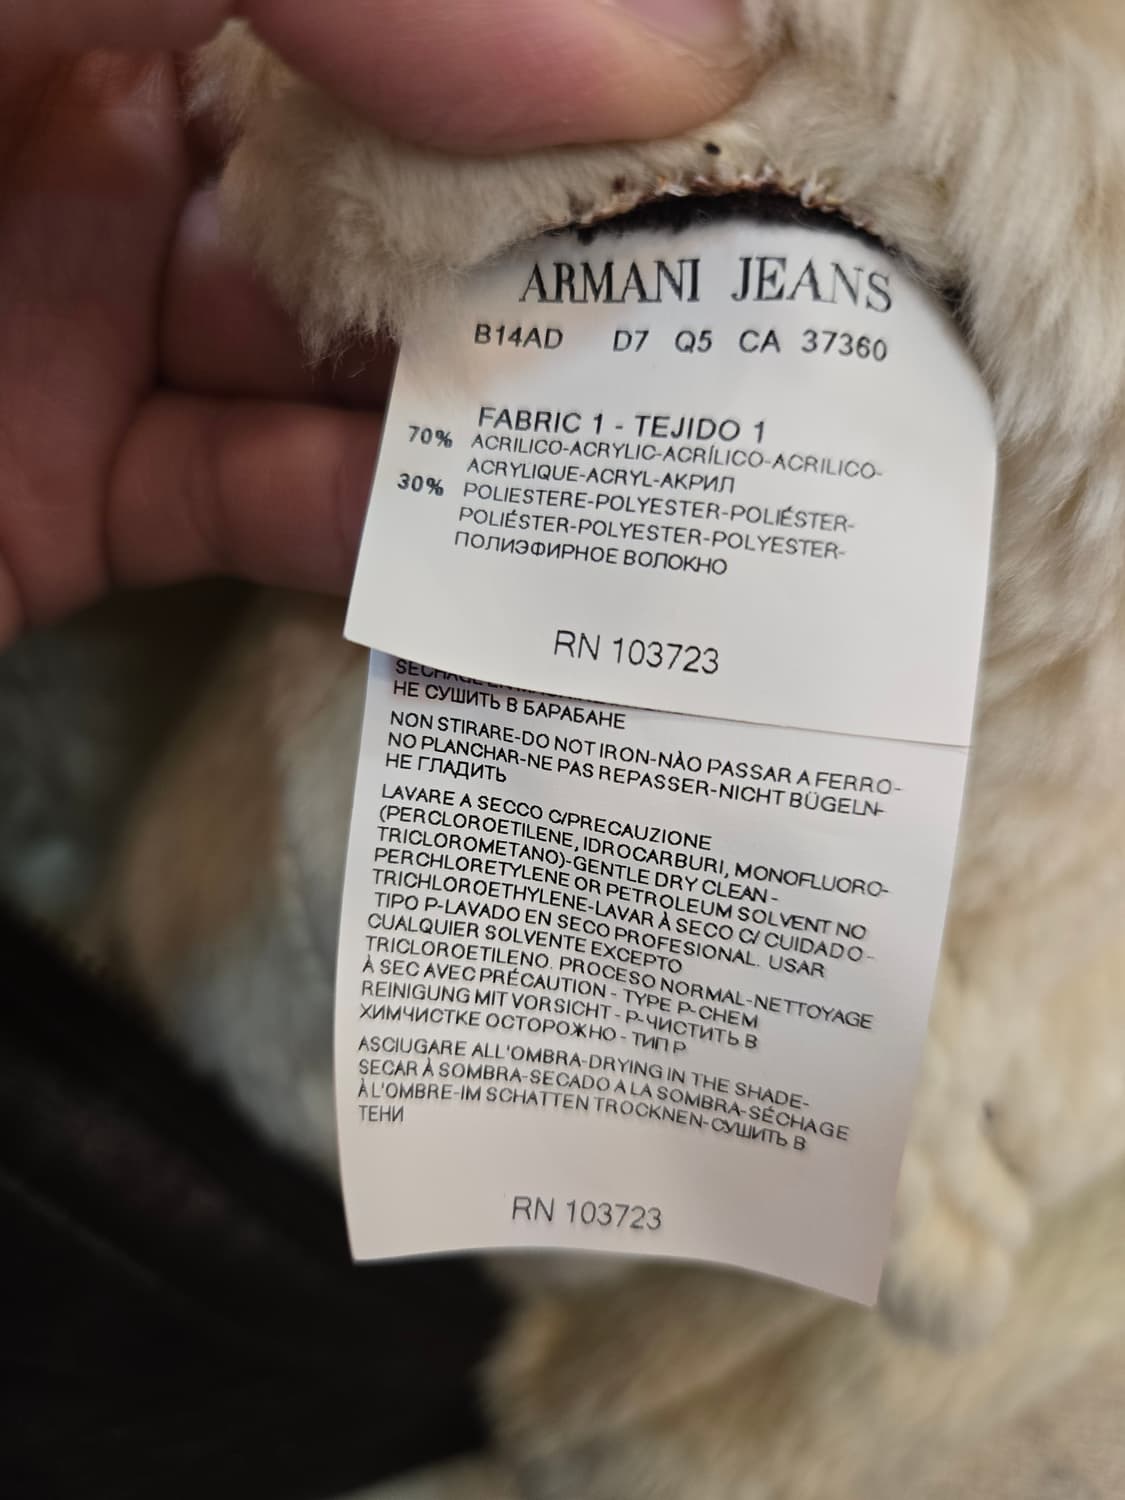 ARMANI JEANS
B14AD D7 Q5 CA 37360
FABRIC 1 - TEJIDO 1
70% ACRILICO-ACRYLIC-ACRÍLICO-ACRILICO-
ACRYLIQUE-ACRYL-АКРИЛ
30% POLIESTERE-POLYESTER-POLIÉSTER-
POLIÉSTER-POLYESTER-POLYESTER-
ПОЛИЭФИРНОЕ ВОЛОКНО
RN 103723
НЕ СУШИТЬ В БАРАБАНЕ
NON STIRARE-DO NOT IRON-NÀO PASSAR A FERRO-
NO PLANCHAR-NE PAS REPASSER-NICHT BÜGELN-
НЕ ГЛАДИТЬ
LAVARE A SECCO C/PRECAUZIONE
(PERCLOROETILENE, IDROCARBURI, MONOFLUORO-
TRICLOROMETANO)-GENTLE DRY CLEAN -
PERCHLORETYLENE OR PETROLEUM SOLVENT NO
TRICHLOROETHYLENE-LAVAR À SECO C/ CUIDADO -
TIPO P-LAVADO EN SECO PROFESIONAL. USAR
CUALQUIER SOLVENTE EXCEPTO
TRICLOROETILENO. PROCESO NORMAL-NETTOYAGE
À SEC AVEC PRÉCAUTION - TYPE P-CHEM
REINIGUNG MIT VORSICHT - P-ЧИСТИТЬ В
ХИМЧИСТКЕ ОСТОРОЖНО - ТИП Р
ASCIUGARE ALL'OMBRA-DRYING IN THE SHADE-
SECAR À SOMBRA-SECADO A LA SOMBRA-SÉCHAGE
À L'OMBRE-IM SCHATTEN TROCKNEN-СУШИТЬ В
ТЕНИ
RN 103723